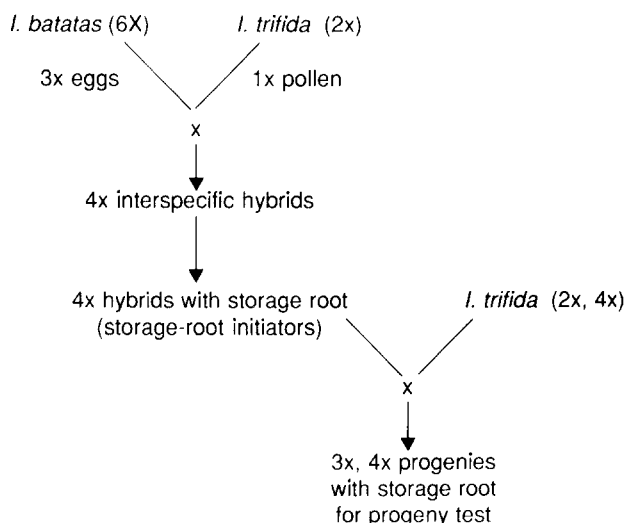 I. batatas (6X) I. trifida (2x)
3x eggs 1x pollen
x
4x interspecific hybrids
4x hybrids with storage root I. trifida (2x, 4x)
(storage-root initiators)
x
3x, 4x progenies
with storage root
for progeny test